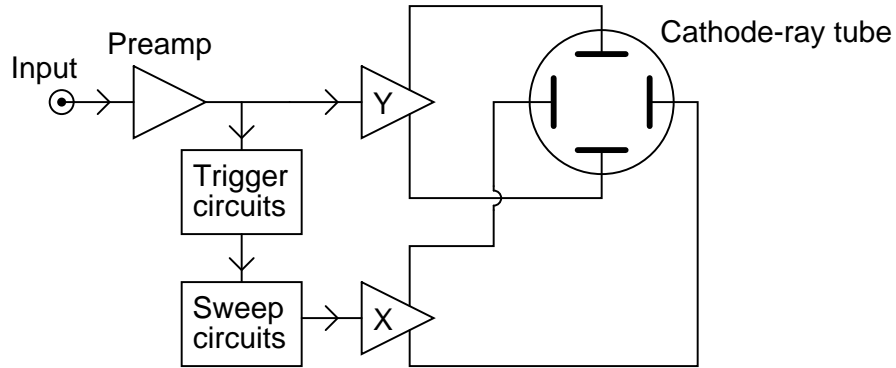 Preamp
Cathode-ray tube
Input
Y
Trigger
circuits
Sweep
circuits
X